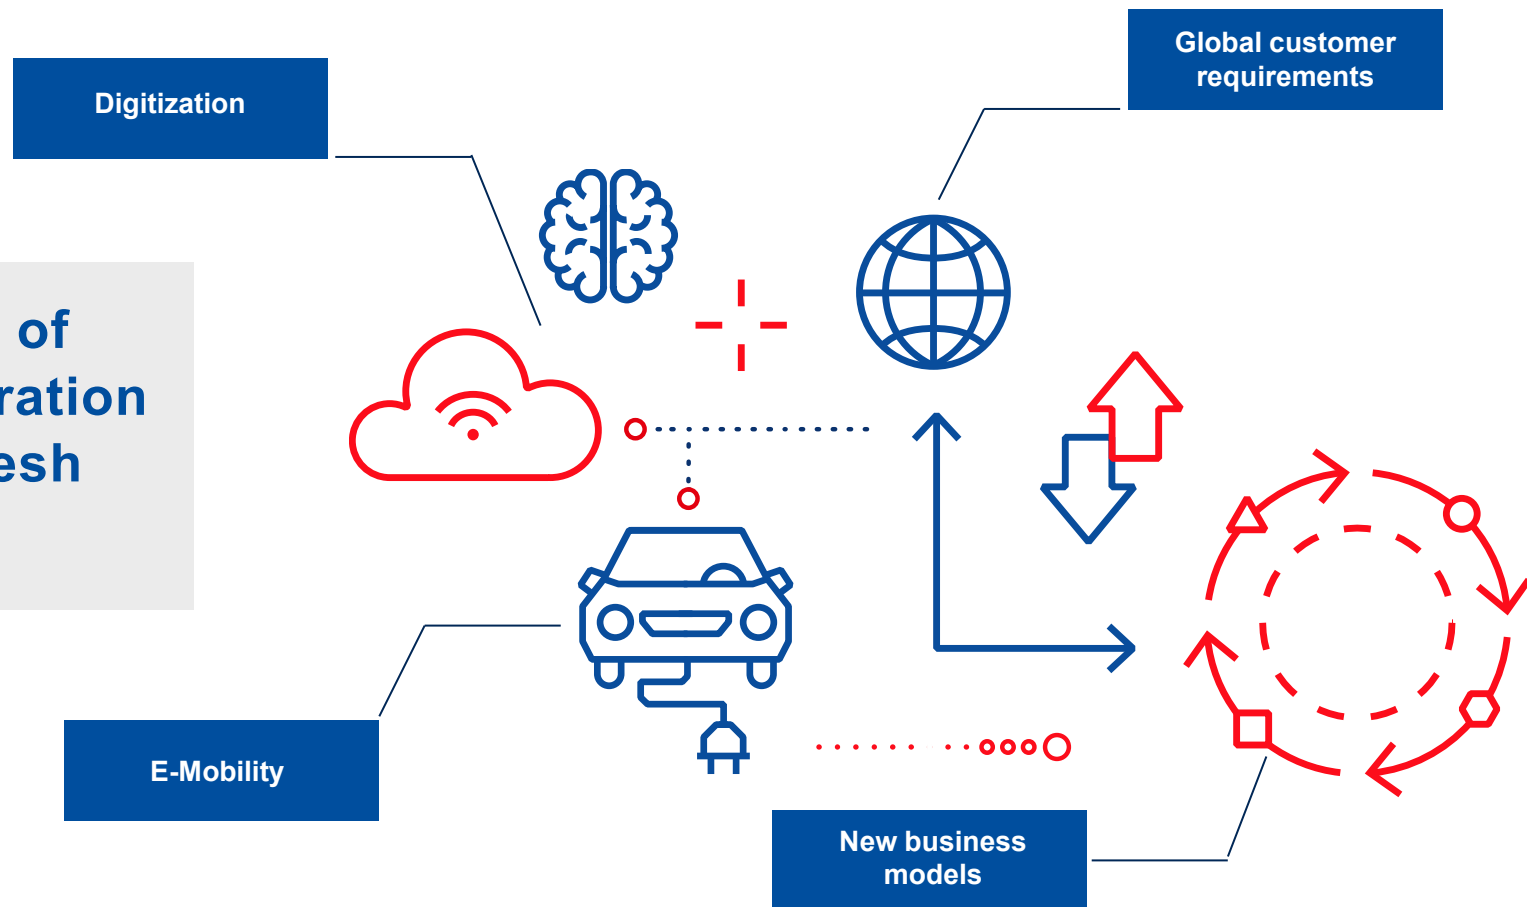 Global customer
requirements
Digitization
of
ration
esh
E-Mobility
New business
models